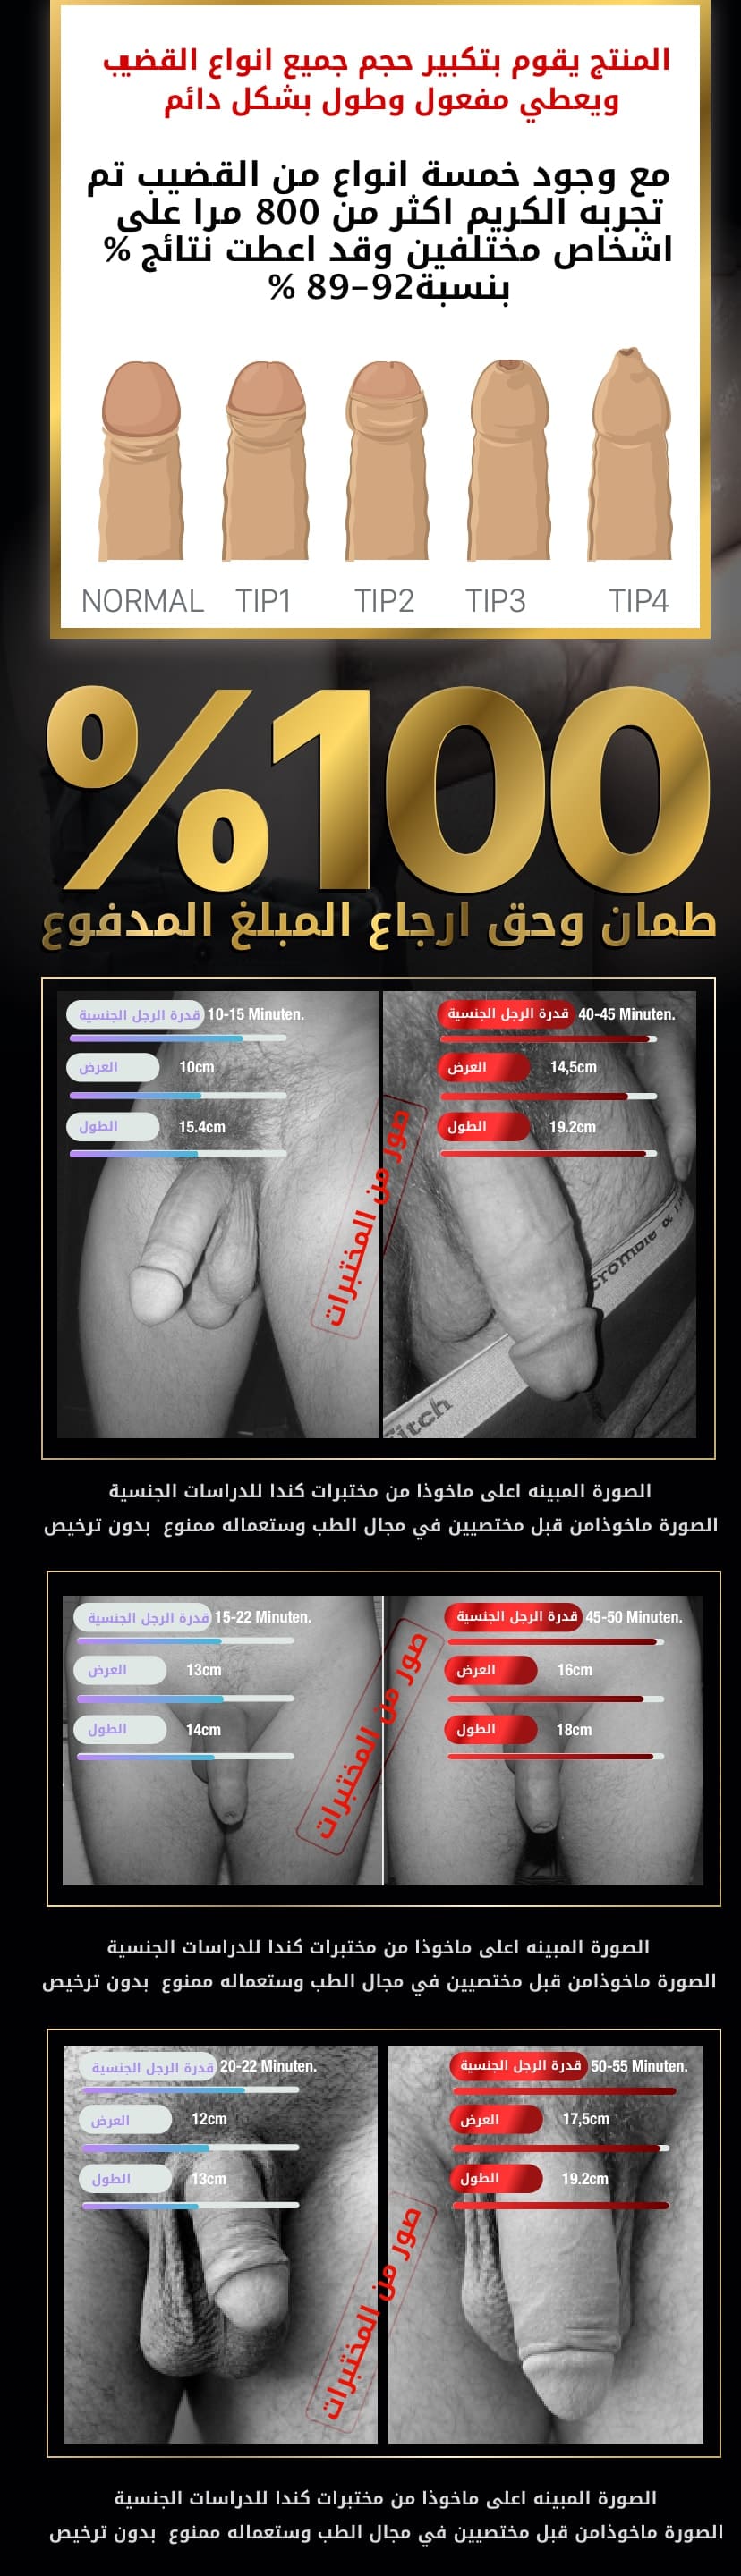 المنتج يقوم بتكبير حجم جميع انواع القضيب
ويعطي مفعول وطول بشكل دائم
مع وجود خمسة انواع من القضيب تم
تجربه الكريم اكثر من 800 مرا على
اشخاص مختلفين وقد اعطت نتائج %
بنسبة92-89 %
NORMAL TIP1 TIP2 TIP3 TIP4
%100
طمان وحق ارجاع المبلغ المدفوع
قدرة الرجل الجنسية 10-15 Minuten.
العرض 10cm
الطول 15.4cm
قدرة الرجل الجنسية 40-45 Minuten.
العرض 14,5cm
الطول 19.2cm
صور من المختبرات
crombie & Fitch
الصورة المبينه اعلى ماخوذا من مختبرات كندا للدراسات الجنسية
الصورة ماخوذامن قبل مختصيين في مجال الطب وستعماله ممنوع بدون ترخيص
قدرة الرجل الجنسية 15-22 Minuten.
العرض 13cm
الطول 14cm
قدرة الرجل الجنسية 45-50 Minuten.
العرض 16cm
الطول 18cm
صور من المختبرات
الصورة المبينه اعلى ماخوذا من مختبرات كندا للدراسات الجنسية
الصورة ماخوذامن قبل مختصيين في مجال الطب وستعماله ممنوع بدون ترخيص
قدرة الرجل الجنسية 20-22 Minuten.
العرض 12cm
الطول 13cm
قدرة الرجل الجنسية 50-55 Minuten.
العرض 17,5cm
الطول 19.2cm
صور من المختبرات
الصورة المبينه اعلى ماخوذا من مختبرات كندا للدراسات الجنسية
الصورة ماخوذامن قبل مختصيين في مجال الطب وستعماله ممنوع بدون ترخيص